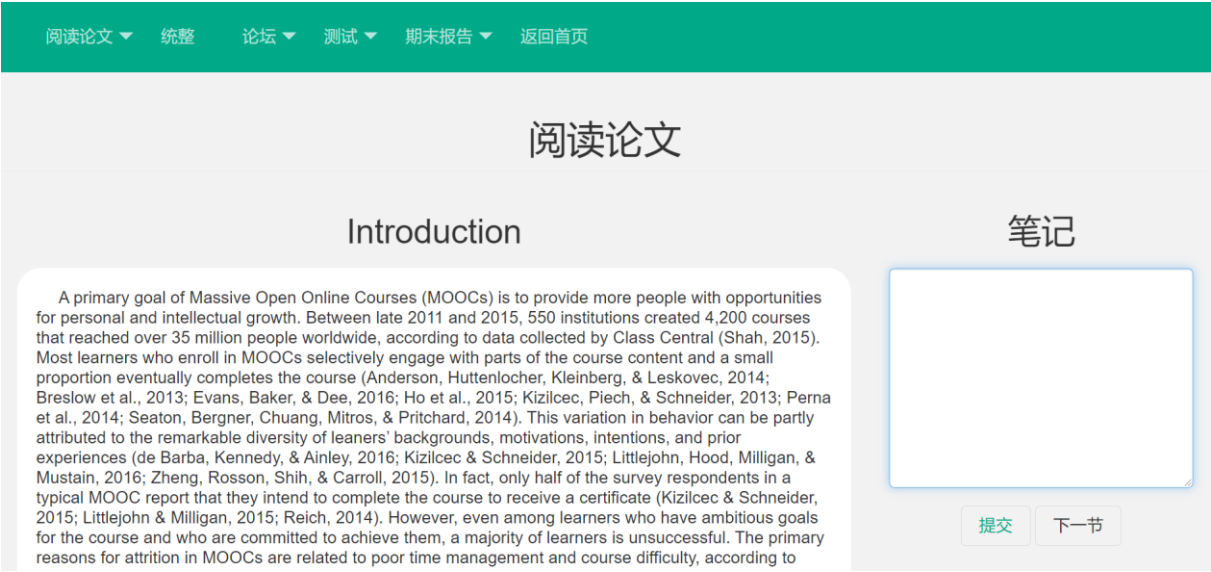 阅读论文 统整 论坛 测试 期末报告 返回首页
阅读论文
Introduction
A primary goal of Massive Open Online Courses (MOOCs) is to provide more people with opportunities
for personal and intellectual growth. Between late 2011 and 2015, 550 institutions created 4,200 courses
that reached over 35 million people worldwide, according to data collected by Class Central (Shah, 2015).
Most learners who enroll in MOOCs selectively engage with parts of the course content and a small
proportion eventually completes the course (Anderson, Huttenlocher, Kleinberg, & Leskovec, 2014;
Breslow et al., 2013; Evans, Baker, & Dee, 2016; Ho et al., 2015; Kizilcec, Piech, & Schneider, 2013; Perna
et al., 2014; Seaton, Bergner, Chuang, Mitros, & Pritchard, 2014). This variation in behavior can be partly
attributed to the remarkable diversity of leaners' backgrounds, motivations, intentions, and prior
experiences (de Barba, Kennedy, & Ainley, 2016; Kizilcec & Schneider, 2015; Littlejohn, Hood, Milligan, &
Mustain, 2016; Zheng, Rosson, Shih, & Carroll, 2015). In fact, only half of the survey respondents in a
typical MOOC report that they intend to complete the course to receive a certificate (Kizilcec & Schneider,
2015; Littlejohn & Milligan, 2015; Reich, 2014). However, even among learners who have ambitious goals
for the course and who are committed to achieve them, a majority of learners is unsuccessful. The primary
reasons for attrition in MOOCs are related to poor time management and course difficulty, according to
笔记
提交 下一节